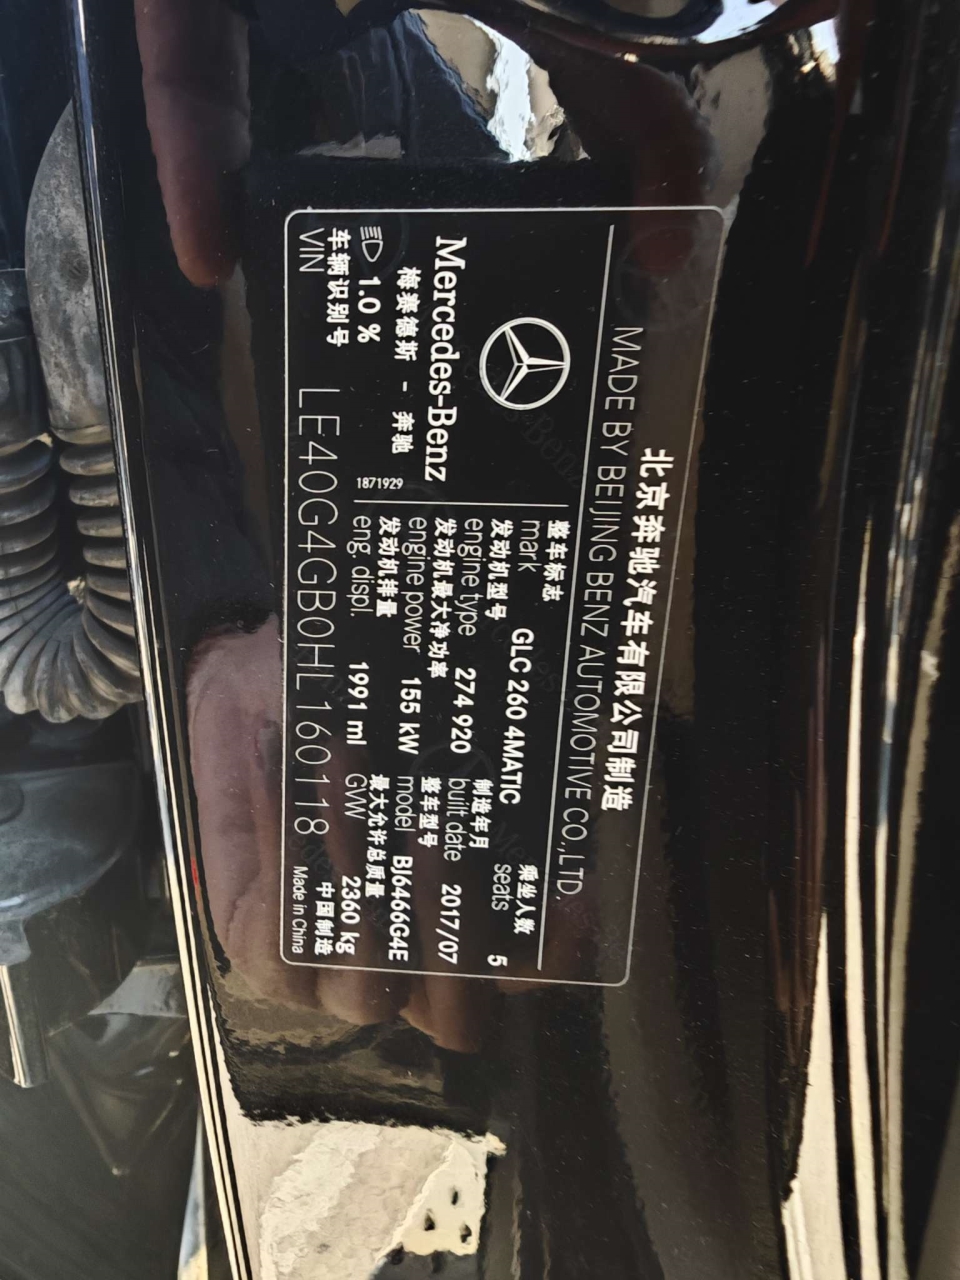 北京奔驰汽车有限公司制造
MADE BY BEIJING BENZ AUTOMOTIVE CO.,LTD.
Mercedes-Benz
梅赛德斯 - 奔驰
1.0 %
1871929
整车标志
mark GLC 260 4MATIC
乘坐人数
seats 5
发动机型号
engine type 274 920
制造年月
built date 2017/07
发动机最大净功率
engine power 155 kW
整车型号
model BJ6466G4E
发动机排量
eng. displ. 1991 ml
最大允许总质量
GVW 2360 kg
车辆识别号
VIN LE40G4GB0HL160118
中国制造
Made in China